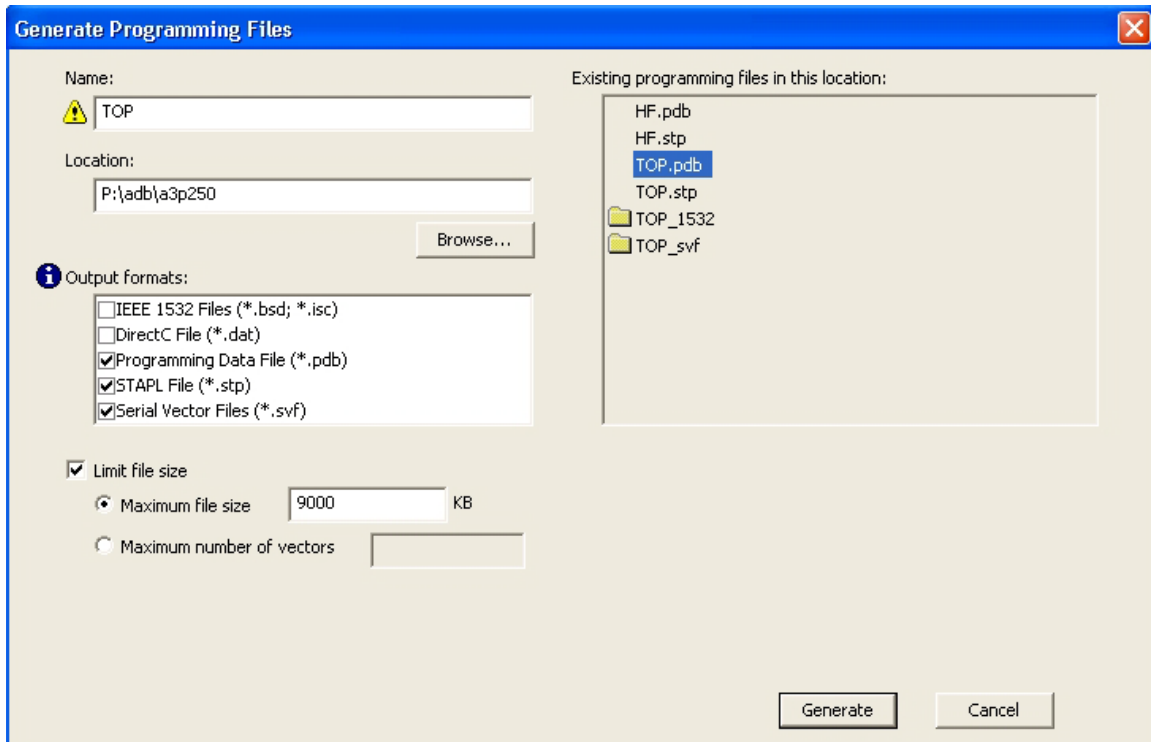 Generate Programming Files
Name:
TOP
Location:
P:\adb\a3p250
Browse...
Output formats:
IEEE 1532 Files (*.bsd; *.isc)
DirectC File (*.dat)
Programming Data File (*.pdb)
STAPL File (*.stp)
Serial Vector Files (*.svf)
Limit file size
Maximum file size 9000 KB
Maximum number of vectors
Existing programming files in this location:
HF.pdb
HF.stp
TOP.pdb
TOP.stp
TOP_1532
TOP_svf
Generate Cancel